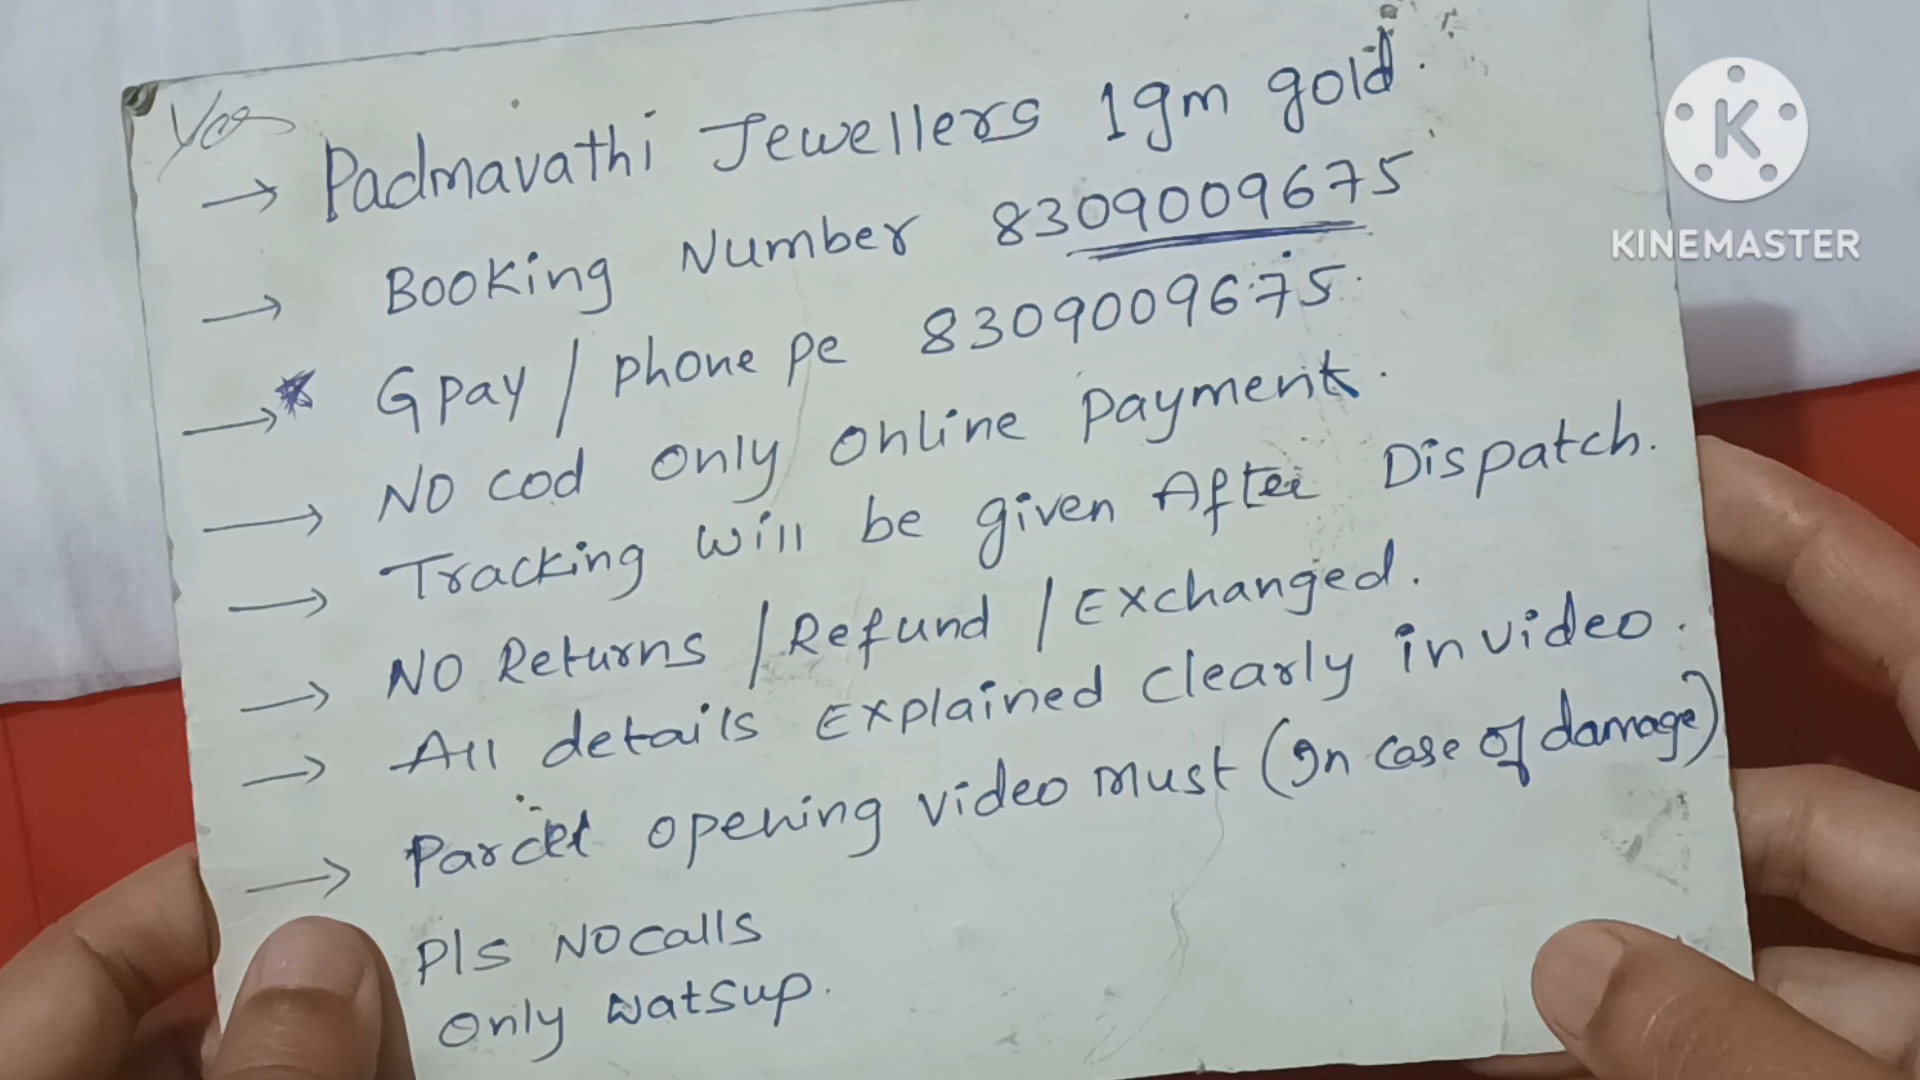 Yes
→ Padmavathi Jewellers 1gm gold.
→ Booking Number 8309009675
→ * Gpay / phone pe 8309009675.
→ NO cod only online payment.
→ Tracking will be given After Dispatch.
→ NO Returns / Refund / Exchanged.
→ All details Explained clearly in video.
→ Parcel opening video must (In case of damage)
Pls NO calls
only watsup.
K
KINEMASTER